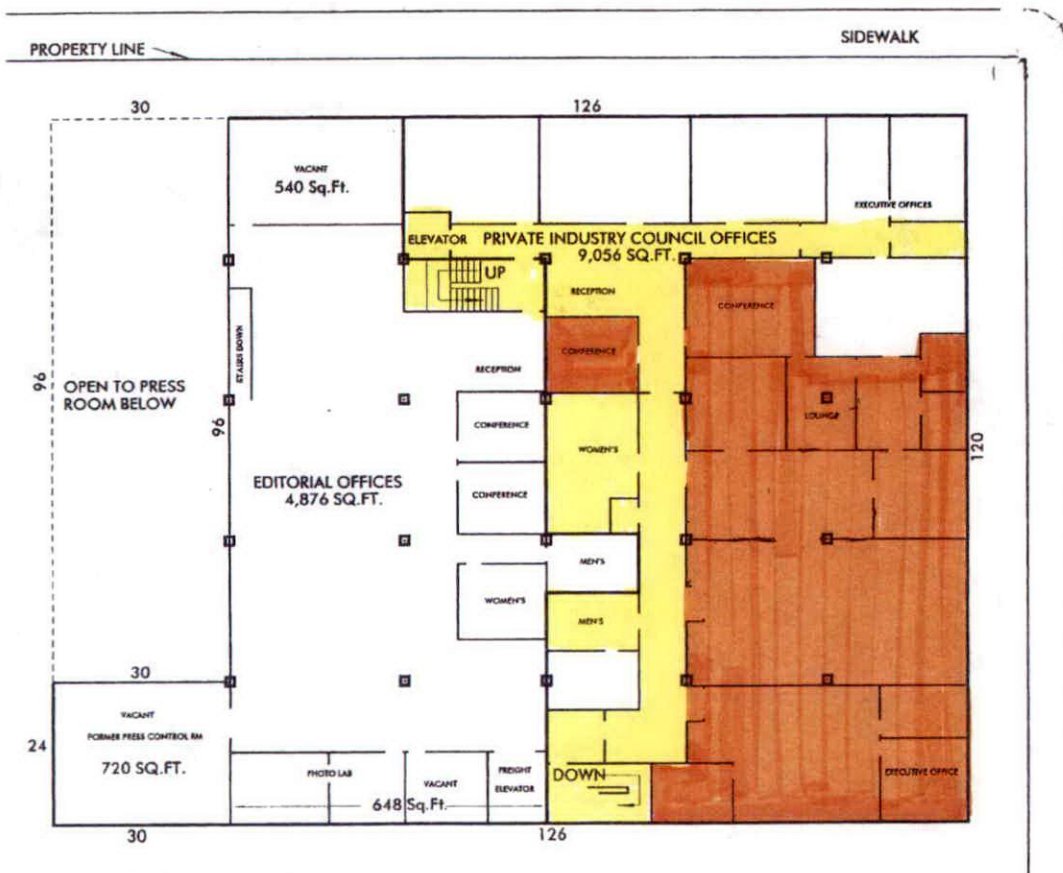 SIDEWALK
PROPERTY LINE
30
126
VACANT
540 Sq.Ft.
EXECUTIVE OFFICES
ELEVATOR
PRIVATE INDUSTRY COUNCIL OFFICES
9,056 SQ.FT.
UP
RECEPTION
CONFERENCE
STAIRS DOWN
CONFERENCE
RECEPTION
96
OPEN TO PRESS
ROOM BELOW
96
LOUNGE
CONFERENCE
WOMEN'S
120
EDITORIAL OFFICES
4,876 SQ.FT.
CONFERENCE
MEN'S
WOMEN'S
MEN'S
30
VACANT
FORMER PRESS CONTROL RM
720 SQ.FT.
24
PHOTO LAB
VACANT
FREIGHT
ELEVATOR
648 Sq.Ft.
DOWN
EXECUTIVE OFFICE
30
126